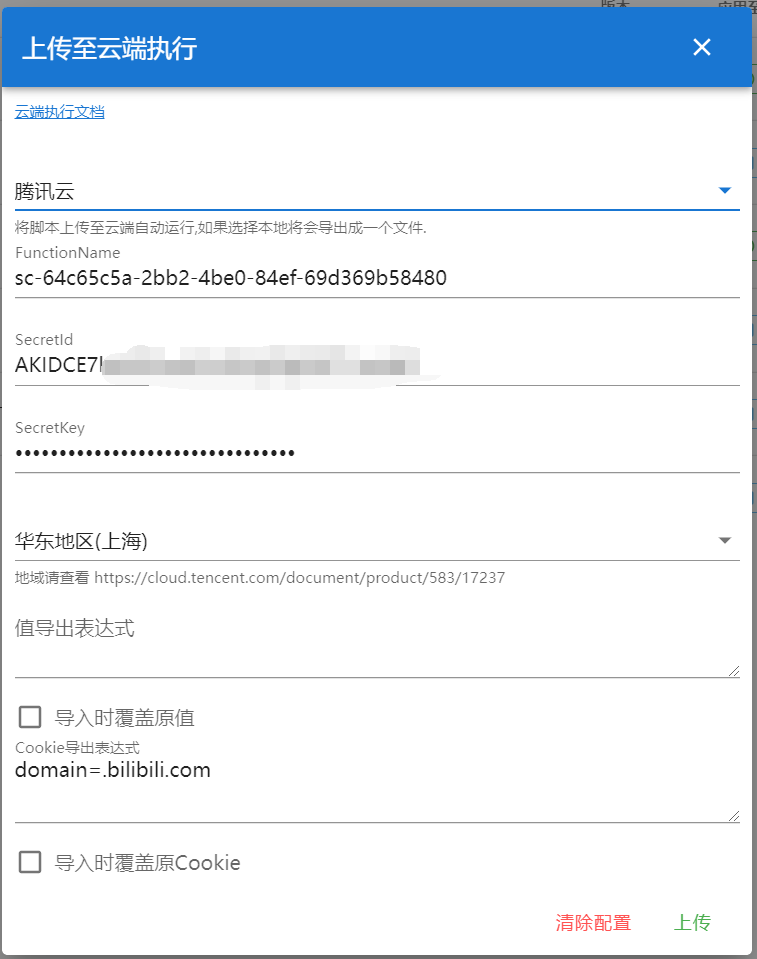 上传至云端执行
云端执行文档
腾讯云
将脚本上传至云端自动运行,如果选择本地将会导出成一个文件.
FunctionName
sc-64c65c5a-2bb2-4be0-84ef-69d369b58480
SecretId
AKIDCE7
SecretKey
••••••••••••••••••••••••••••••••
华东地区(上海)
地域请查看 https://cloud.tencent.com/document/product/583/17237
值导出表达式
导入时覆盖原值
Cookie导出表达式
domain=.bilibili.com
导入时覆盖原Cookie
清除配置 上传